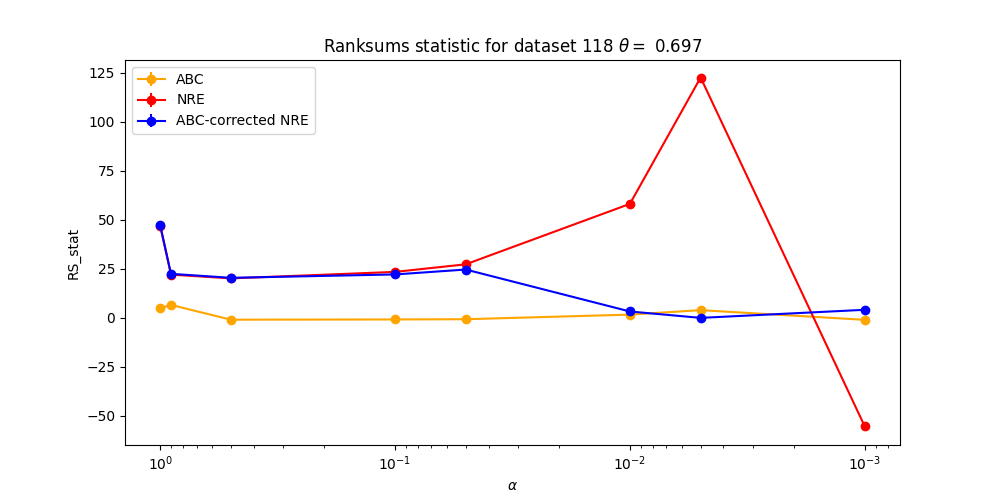 Ranksums statistic for dataset 118 θ = 0.697
ABC
NRE
ABC-corrected NRE
RS_stat
125
100
75
50
25
0
−25
−50
10⁰
10⁻¹
10⁻²
10⁻³
α